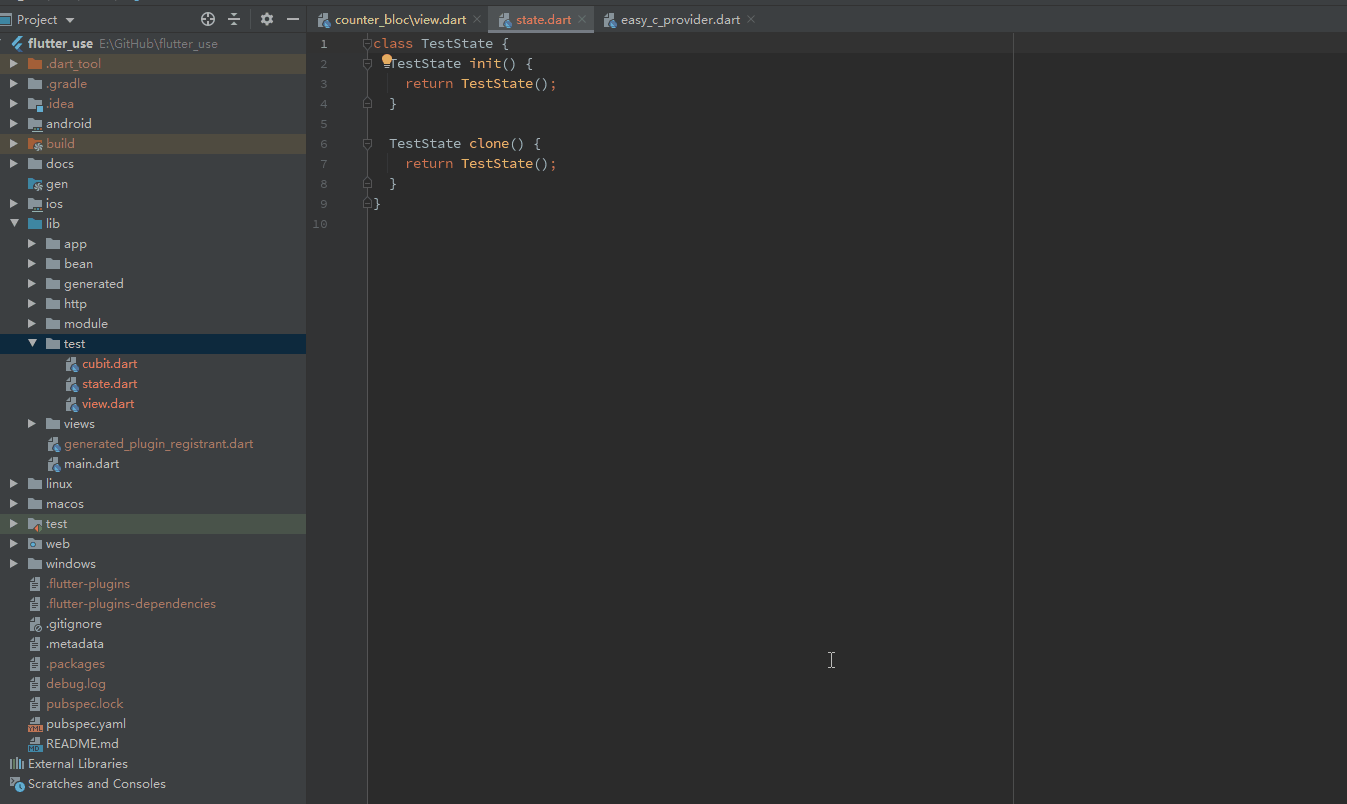 Project
counter_bloc\view.dart
state.dart
easy_c_provider.dart
flutter_use E:\GitHub\flutter_use
.dart_tool
.gradle
.idea
android
build
docs
gen
ios
lib
app
bean
generated
http
module
test
cubit.dart
state.dart
view.dart
views
generated_plugin_registrant.dart
main.dart
linux
macos
test
web
windows
.flutter-plugins
.flutter-plugins-dependencies
.gitignore
.metadata
.packages
debug.log
pubspec.lock
pubspec.yaml
README.md
External Libraries
Scratches and Consoles
1 class TestState {
2 TestState init() {
3 return TestState();
4 }
5
6 TestState clone() {
7 return TestState();
8 }
9 }
10